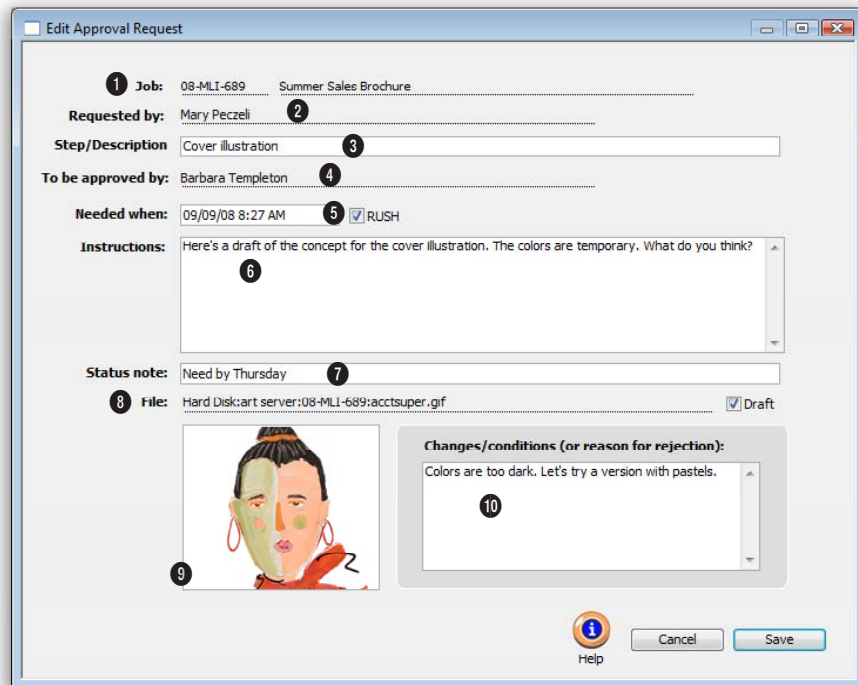 Edit Approval Request
1 Job: 08-MLI-689 Summer Sales Brochure
Requested by: Mary Peczeli 2
Step/Description Cover illustration 3
To be approved by: Barbara Templeton 4
Needed when: 09/09/08 8:27 AM 5 RUSH
Instructions: Here's a draft of the concept for the cover illustration. The colors are temporary. What do you think?
6
Status note: Need by Thursday 7
8 File: Hard Disk:art server:08-MLI-689:acctsuper.gif Draft
Changes/conditions (or reason for rejection):
Colors are too dark. Let's try a version with pastels.
10
9
Help
Cancel
Save